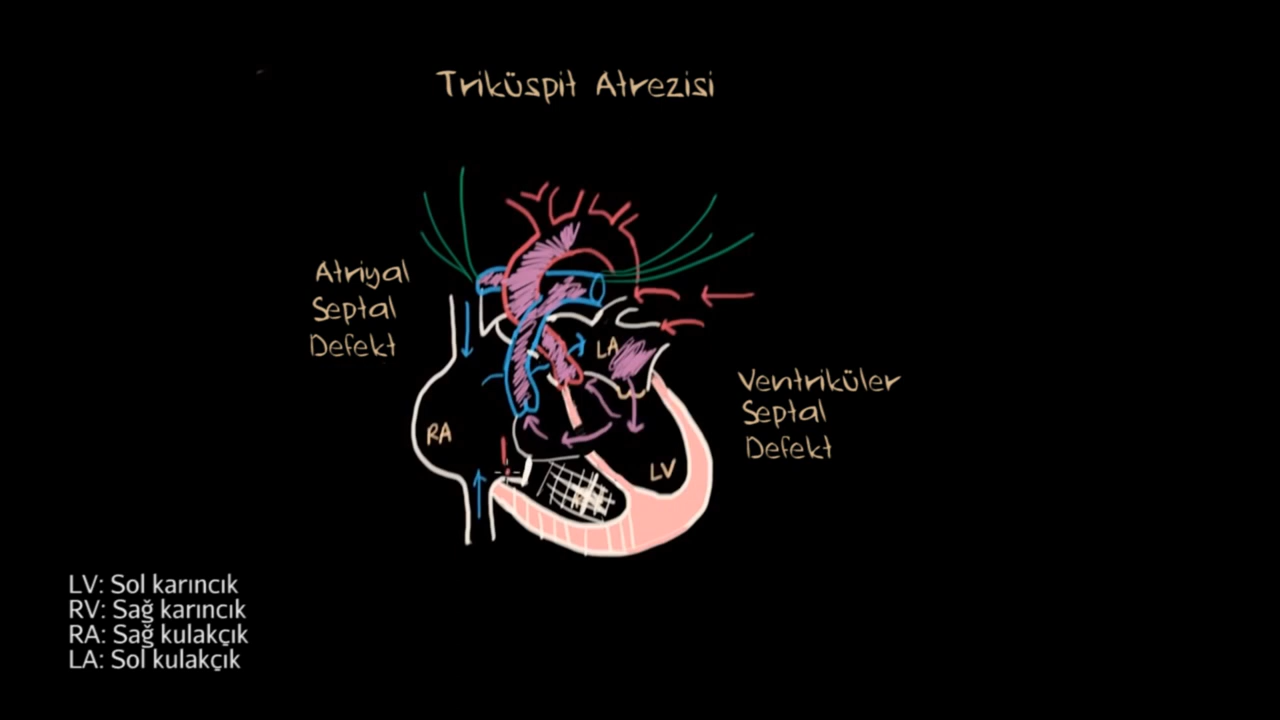 Triküspit Atrezisi
Atriyal
Septal
Defekt
LA
Ventriküler
Septal
Defekt
RA
LV
LV: Sol karıncık
RV: Sağ karıncık
RA: Sağ kulakçık
LA: Sol kulakçık